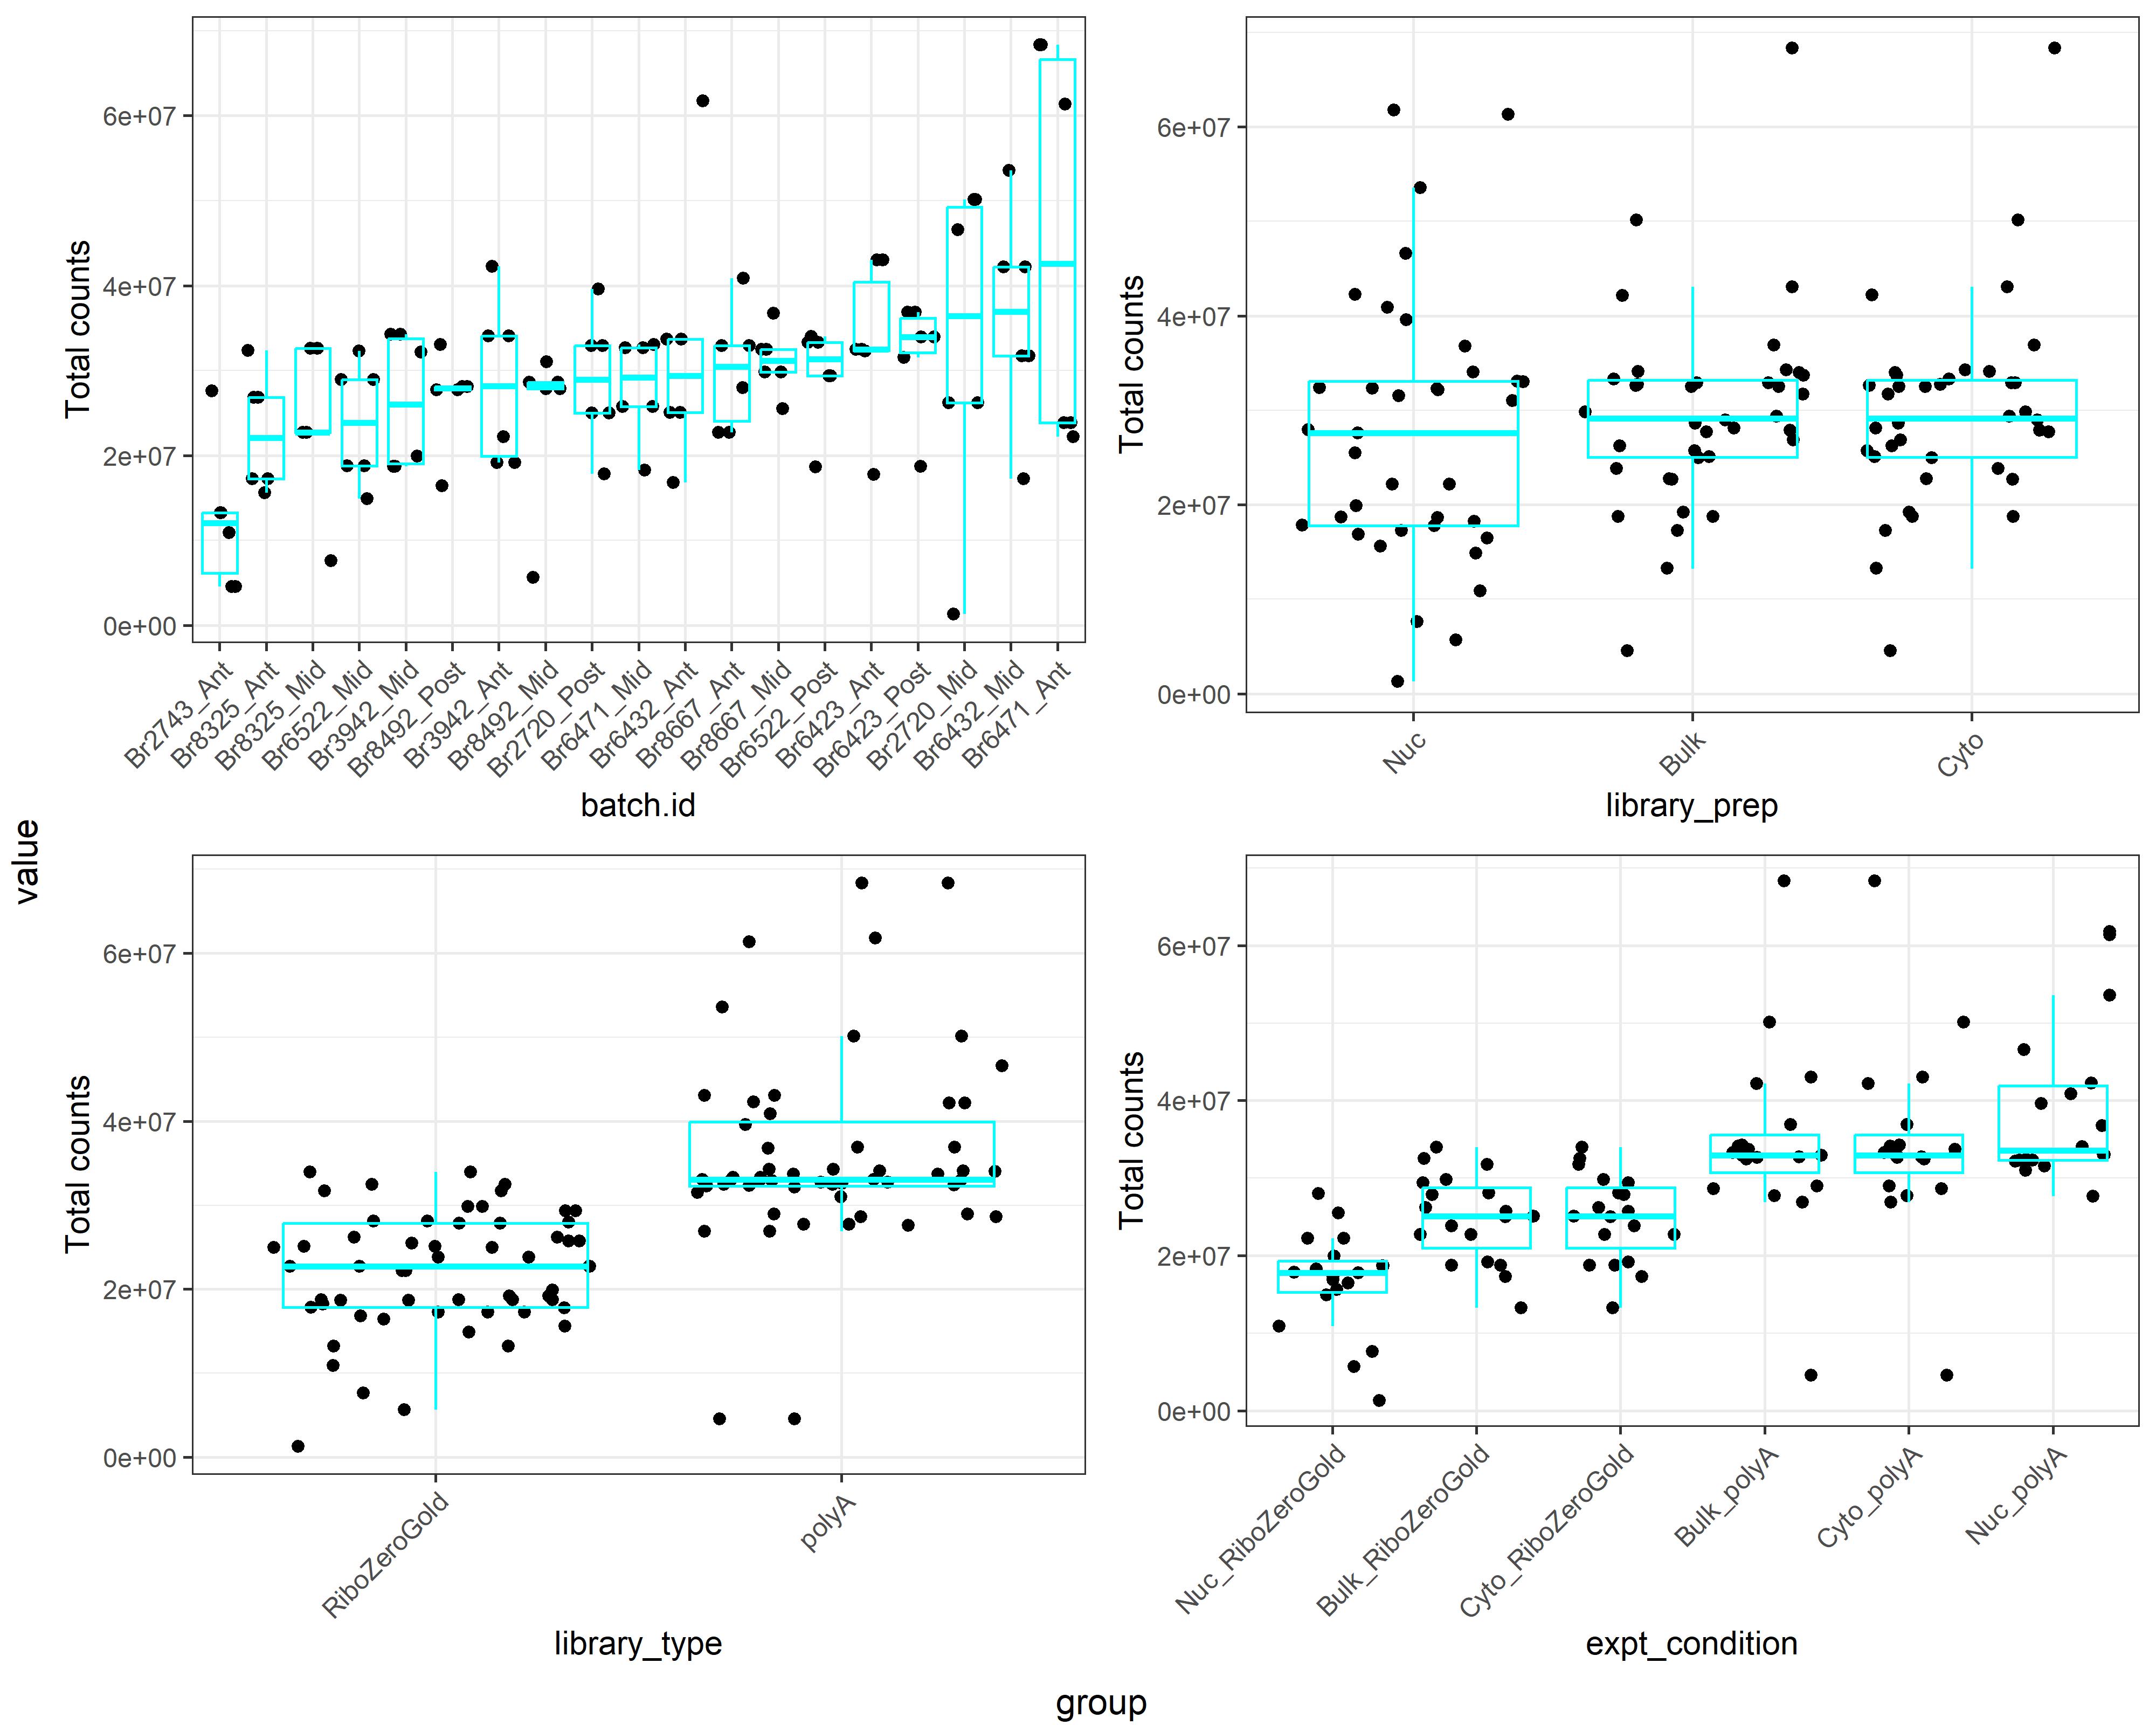 value
Total counts
6e+07
4e+07
2e+07
0e+00
Br2743_Ant
Br8325_Ant
Br8325_Mid
Br6522_Mid
Br3942_Mid
Br8492_Post
Br3942_Ant
Br8492_Mid
Br2720_Post
Br6471_Mid
Br6432_Ant
Br8667_Ant
Br8667_Mid
Br6522_Post
Br6423_Ant
Br6423_Post
Br2720_Mid
Br6432_Mid
Br6471_Ant
batch.id
Total counts
6e+07
4e+07
2e+07
0e+00
Nuc
Bulk
Cyto
library_prep
Total counts
6e+07
4e+07
2e+07
0e+00
RiboZeroGold
polyA
library_type
Total counts
6e+07
4e+07
2e+07
0e+00
Nuc_RiboZeroGold
Bulk_RiboZeroGold
Cyto_RiboZeroGold
Bulk_polyA
Cyto_polyA
Nuc_polyA
expt_condition
group